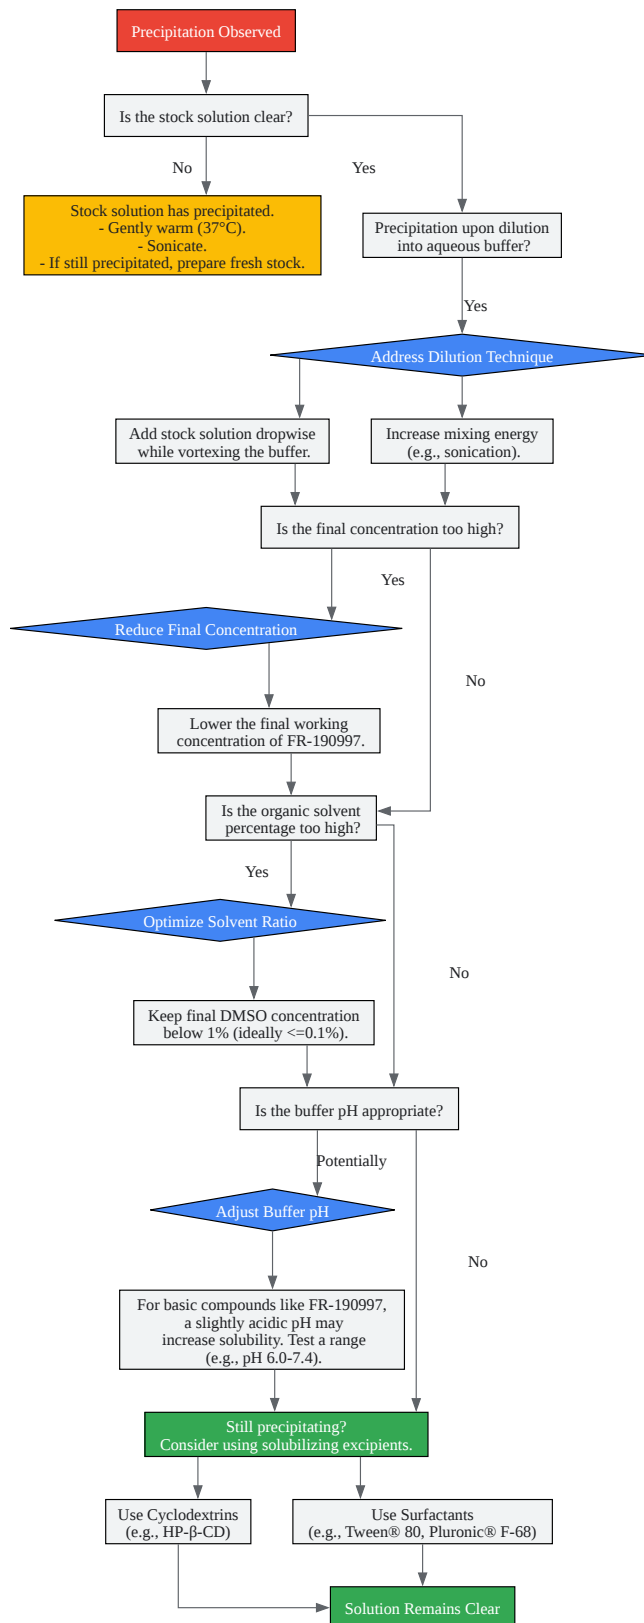 Precipitation Observed
Is the stock solution clear?
No
Yes
Stock solution has precipitated.
- Gently warm (37°C).
- Sonicate.
- If still precipitated, prepare fresh stock.
Precipitation upon dilution
into aqueous buffer?
Yes
Address Dilution Technique
Add stock solution dropwise
while vortexing the buffer.
Increase mixing energy
(e.g., sonication).
Is the final concentration too high?
Yes
Reduce Final Concentration
No
Lower the final working
concentration of FR-190997.
Is the organic solvent
percentage too high?
Yes
Optimize Solvent Ratio
No
Keep final DMSO concentration
below 1% (ideally <=0.1%).
Is the buffer pH appropriate?
Potentially
Adjust Buffer pH
No
For basic compounds like FR-190997,
a slightly acidic pH may
increase solubility. Test a range
(e.g., pH 6.0-7.4).
Still precipitating?
Consider using solubilizing excipients.
Use Cyclodextrins
(e.g., HP-β-CD)
Use Surfactants
(e.g., Tween® 80, Pluronic® F-68)
Solution Remains Clear